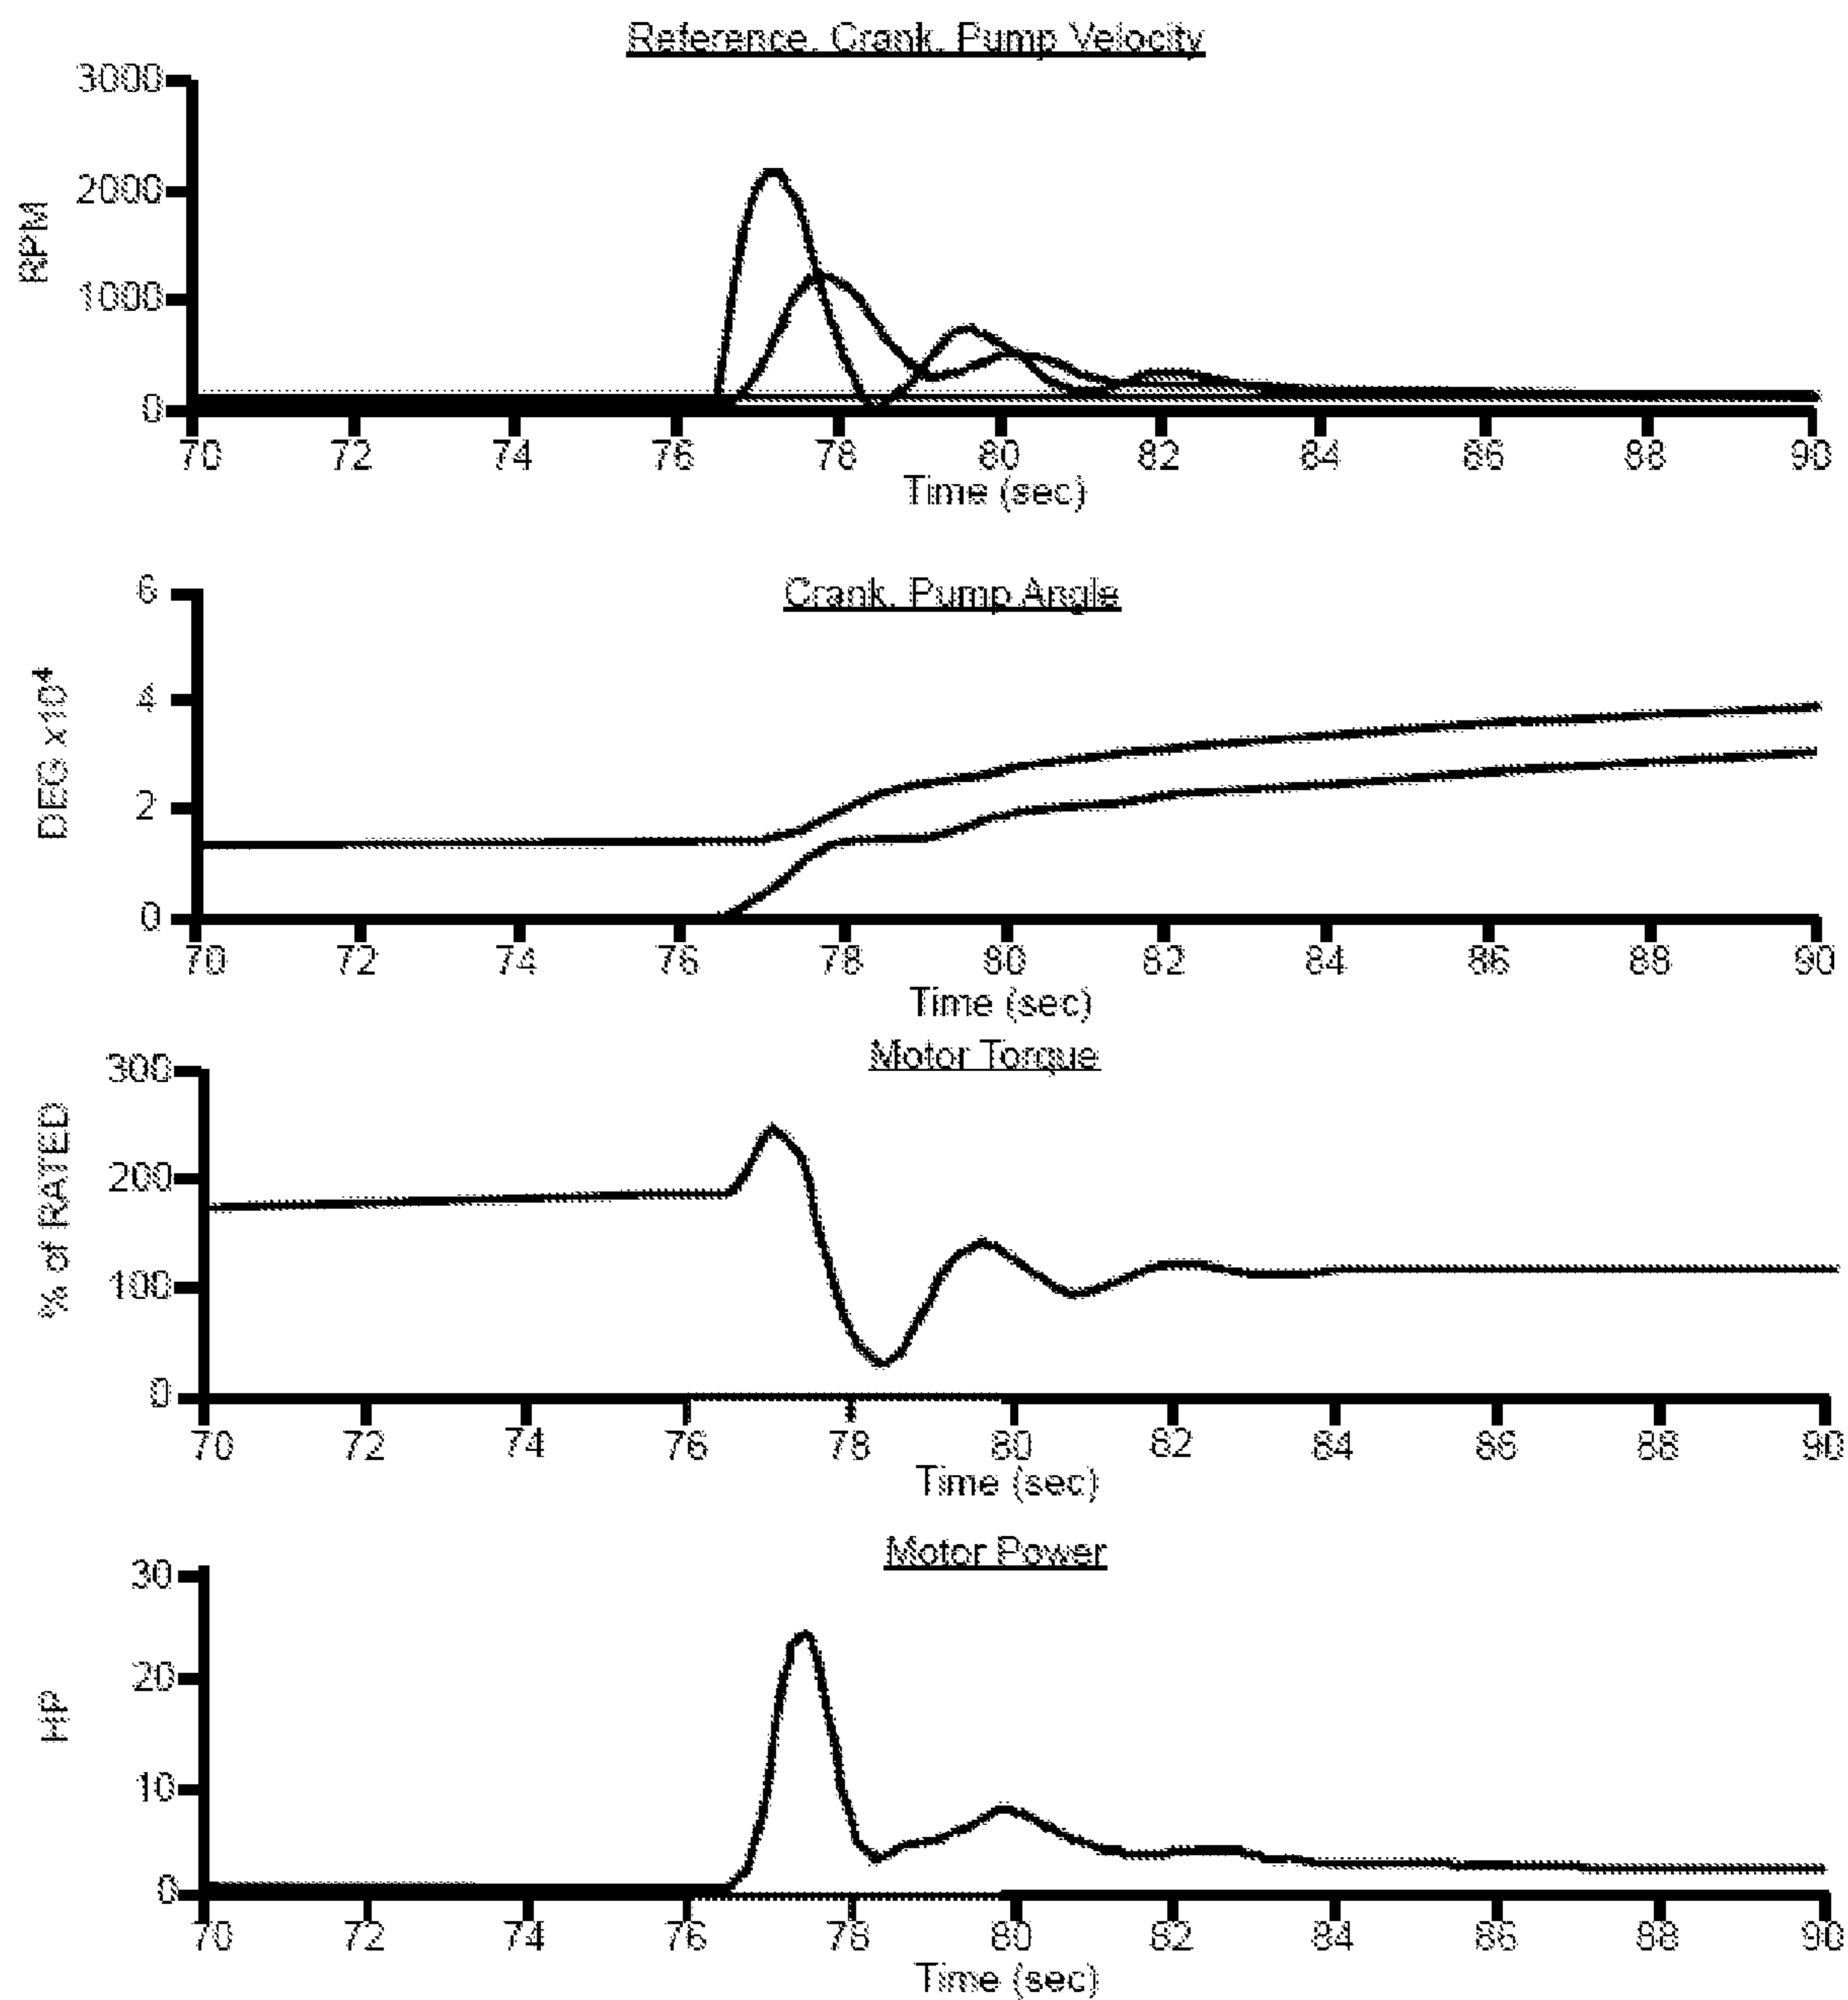 Reference, Crank, Pump Velocity
3000
2000
1000
0
RPM
70 72 74 76 78 80 82 84 86 88 90
Time (sec)
Crank, Pump Angle
6
4
2
0
DEG x10⁴
70 72 74 76 78 80 82 84 86 88 90
Time (sec)
Motor Torque
300
200
100
0
% of RATED
70 72 74 76 78 80 82 84 86 88 90
Time (sec)
Motor Power
30
20
10
0
HP
70 72 74 76 78 80 82 84 86 88 90
Time (sec)